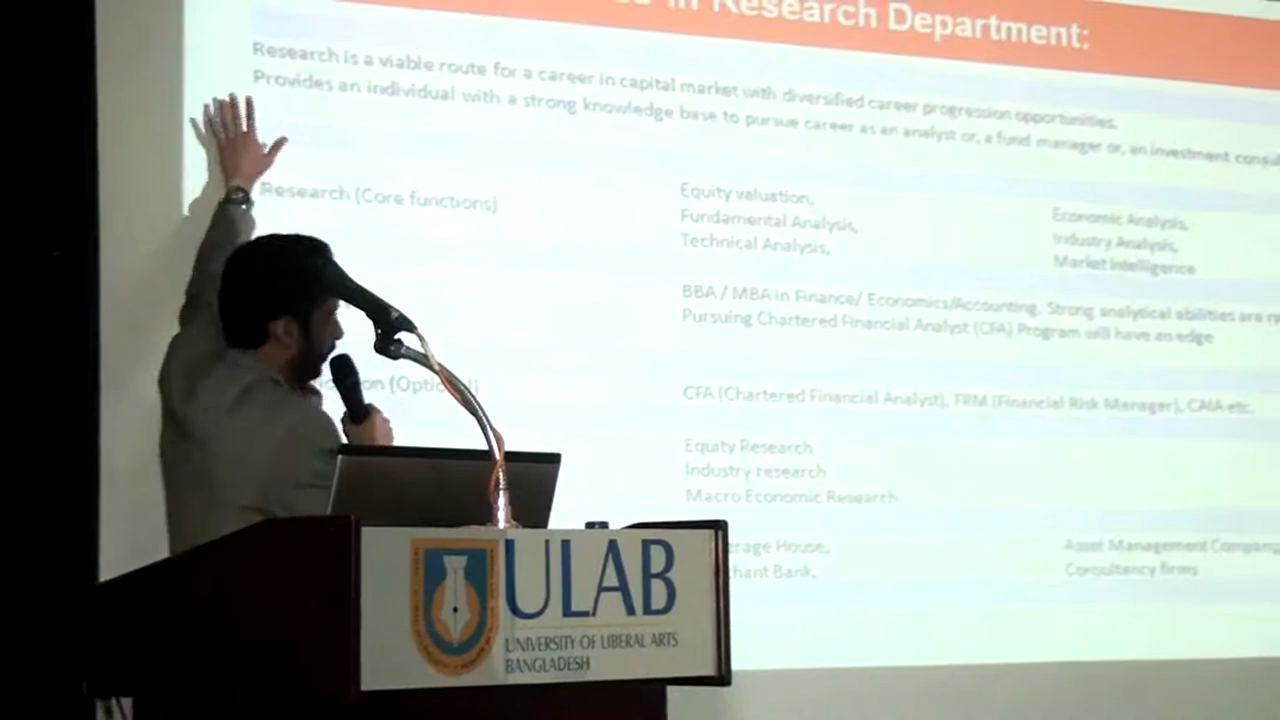 in Research Department:
Research is a viable route for a career in capital market with diversified career progression opportunities.
Provides an individual with a strong knowledge base to pursue career as an analyst or, a fund manager or, an investment
Research (Core functions)
Equity valuation,
Fundamental Analysis,
Technical Analysis,
Economic Analysis,
Industry Analysis,
Market Intelligence
BBA / MBA in Finance/ Economics/Accounting. Strong analytical abilities are
Pursuing Chartered Financial Analyst (CFA) Program will have an edge
CFA (Chartered Financial Analyst), FRM (Financial Risk Manager), CAIA etc.
Equity Research
Industry research
Macro Economic Research
House,
Bank,
Asset Management
Consultancy firms
ULAB
UNIVERSITY OF LIBERAL ARTS
BANGLADESH